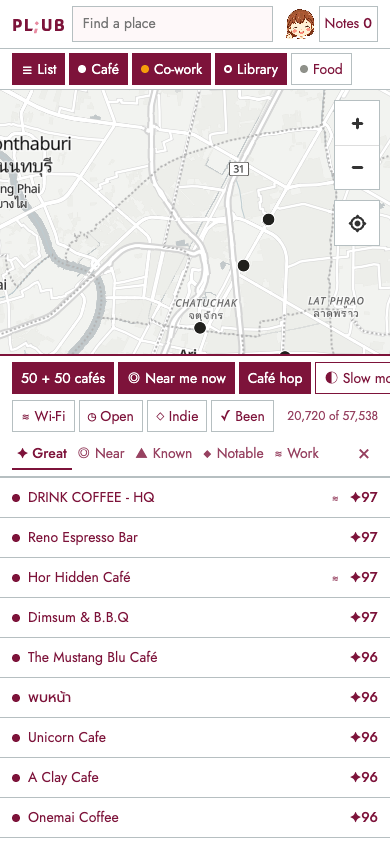 PL;UB
Find a place
Notes 0
List
Café
Co-work
Library
Food
onthaburi
นนทบุรี
ng Phai
บางไผ่
31
CHATUCHAK
จตุจักร
LAT PHRAO
ลาดพร้าว
ai
Ari
50 + 50 cafés
Near me now
Café hop
Slow mo
Wi-Fi
Open
Indie
Been
20,720 of 57,538
Great
Near
Known
Notable
Work
DRINK COFFEE - HQ
97
Reno Espresso Bar
97
Hor Hidden Café
97
Dimsum & B.B.Q
97
The Mustang Blu Café
96
พบหน้า
96
Unicorn Cafe
96
A Clay Cafe
96
Onemai Coffee
96